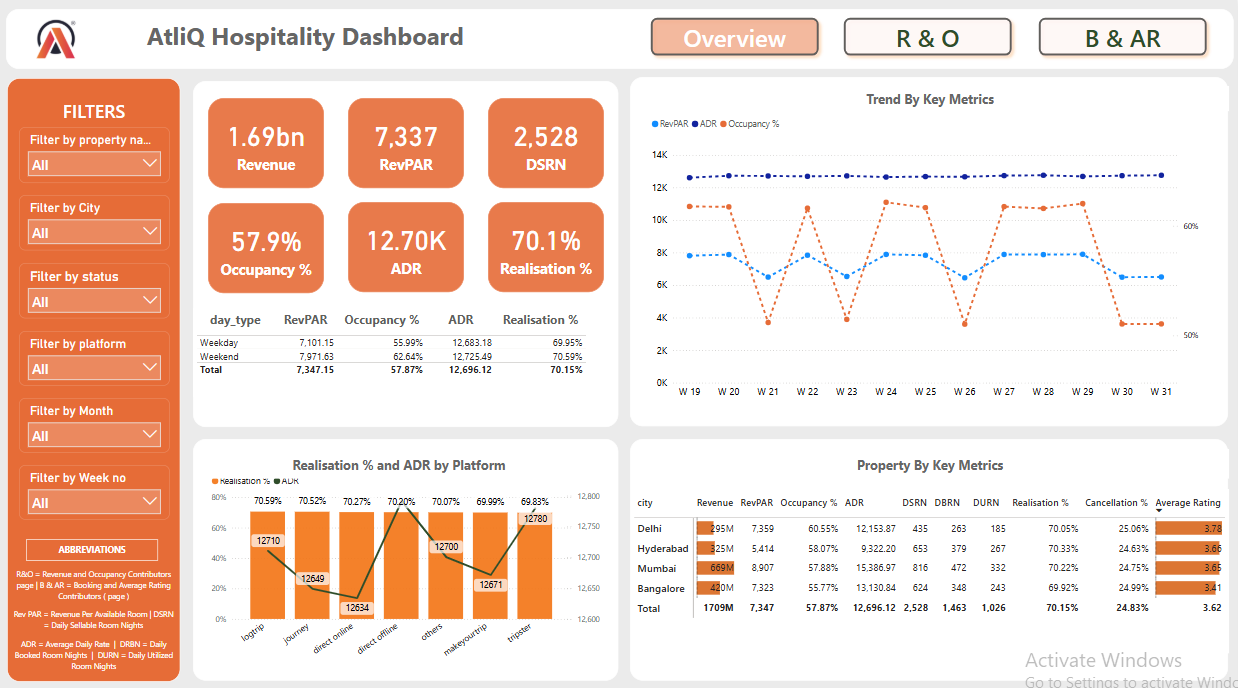 AtliQ Hospitality Dashboard
Overview
R & O
B & AR
FILTERS
Filter by property na...
All
Filter by City
All
Filter by status
All
Filter by platform
All
Filter by Month
All
Filter by Week no
All
ABBREVIATIONS
R&O = Revenue and Occupancy Contributors
page | B & AR = Booking and Average Rating
Contributors ( page )
Rev PAR = Revenue Per Available Room | DSRN
= Daily Sellable Room Nights
ADR = Average Daily Rate | DRBN = Daily
Booked Room Nights | DURN = Daily Utilized
Room Nights
1.69bn
Revenue
7,337
RevPAR
2,528
DSRN
57.9%
Occupancy %
12.70K
ADR
70.1%
Realisation %
day_type RevPAR Occupancy % ADR Realisation %
Weekday 7,101.15 55.99% 12,683.18 69.95%
Weekend 7,971.63 62.64% 12,725.49 70.59%
Total 7,347.15 57.87% 12,696.12 70.15%
Trend By Key Metrics
RevPAR ADR Occupancy %
14K
12K
10K
8K
6K
4K
2K
0K
60%
50%
W 19 W 20 W 21 W 22 W 23 W 24 W 25 W 26 W 27 W 28 W 29 W 30 W 31
Realisation % and ADR by Platform
Realisation % ADR
80%
60%
40%
20%
0%
70.59% 70.52% 70.27% 70.20% 70.07% 69.99% 69.83%
12710
12649
12634
12700
12671
12780
12,800
12,750
12,700
12,650
12,600
logtrip
journey
direct online
direct offline
others
makeyourtrip
tripster
Property By Key Metrics
city Revenue RevPAR Occupancy % ADR DSRN DBRN DURN Realisation % Cancellation % Average Rating
Delhi 295M 7,359 60.55% 12,153.87 435 263 185 70.05% 25.06% 3.78
Hyderabad 325M 5,414 58.07% 9,322.20 653 379 267 70.33% 24.63% 3.66
Mumbai 669M 8,907 57.88% 15,386.97 816 472 332 70.22% 24.75% 3.65
Bangalore 420M 7,323 55.77% 13,130.84 624 348 243 69.92% 24.99% 3.41
Total 1709M 7,347 57.87% 12,696.12 2,528 1,463 1,026 70.15% 24.83% 3.62
Activate Windows
Go to Settings to activate Windo